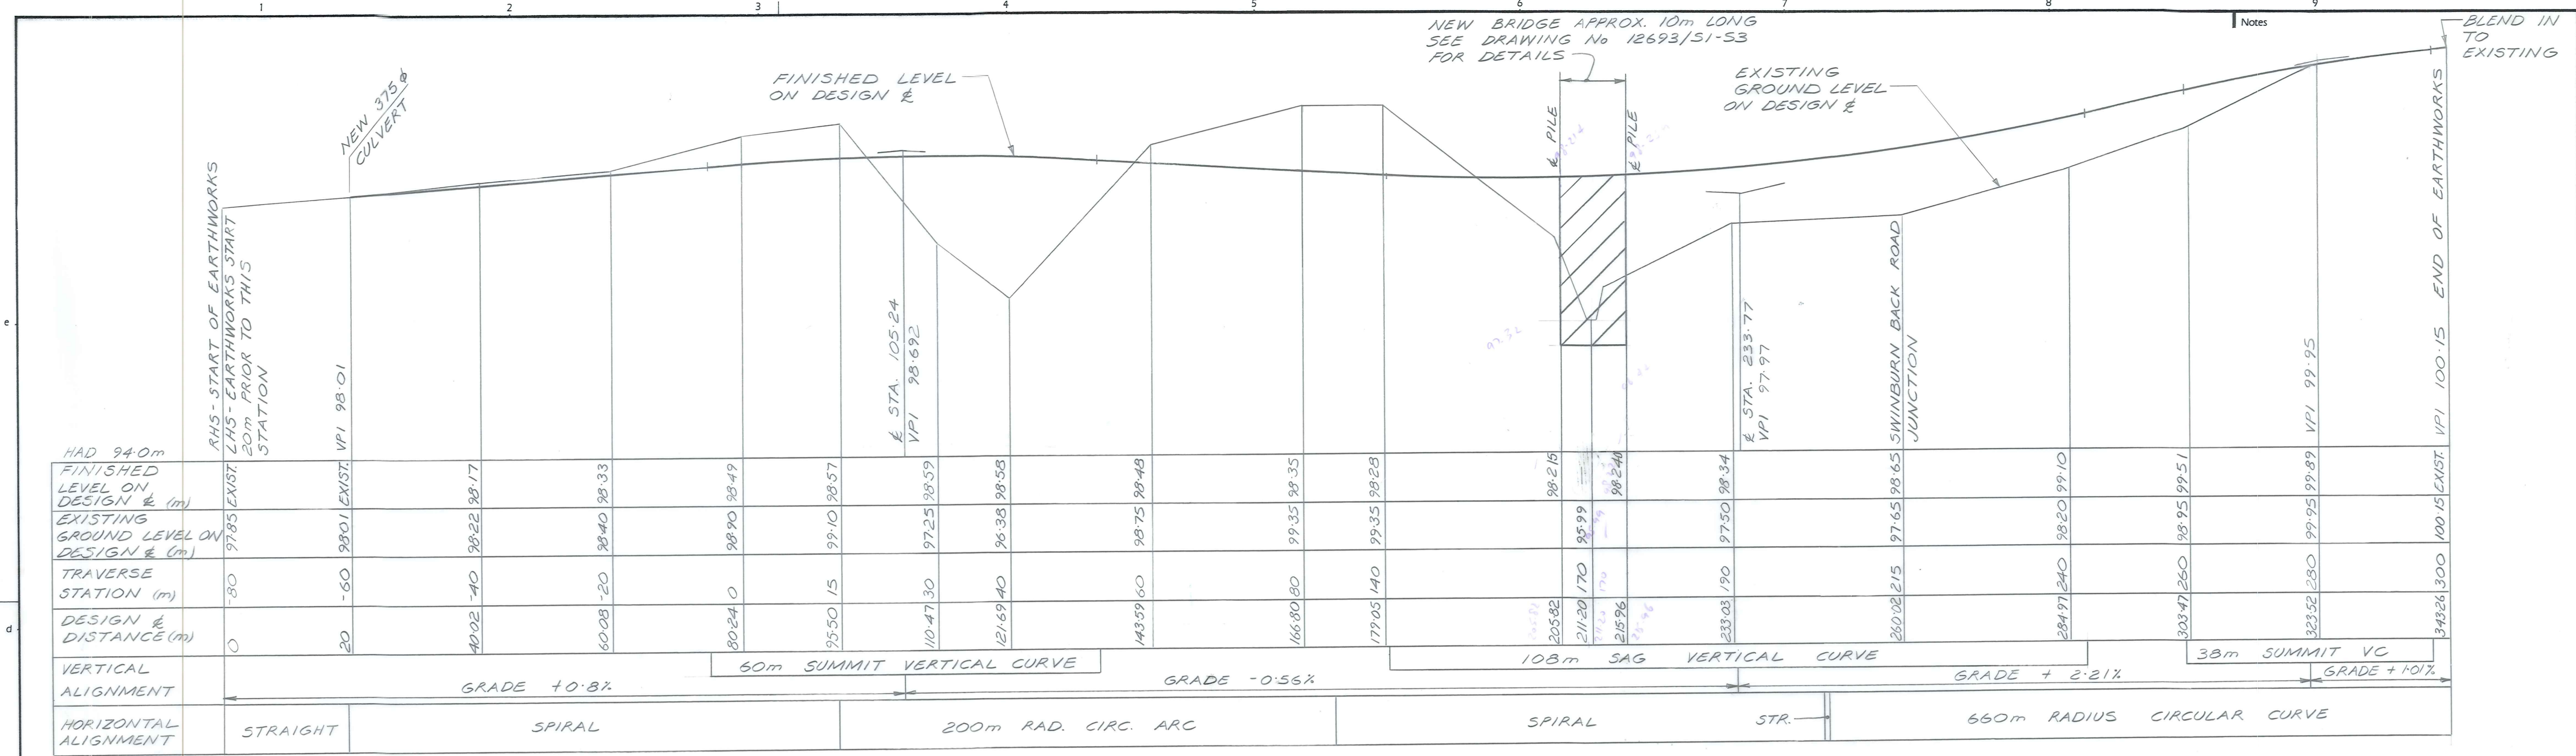 1 2 3 4 5 6 7 8 9
Notes
NEW BRIDGE APPROX. 10m LONG
SEE DRAWING No 12693/S1-S3
FOR DETAILS
BLEND IN
TO
EXISTING
NEW 375 ⌀
CULVERT
FINISHED LEVEL
ON DESIGN ℄
EXISTING
GROUND LEVEL
ON DESIGN ℄
℄ PILE
℄ PILE
RHS - START OF EARTHWORKS
LHS - EARTHWORKS START
20m PRIOR TO THIS
STATION
VPI 98·01
℄ STA. 105·24
VPI 98·692
℄ STA. 233·77
VPI 97·97
SWINBURN BACK ROAD
JUNCTION
VPI 99·95
VPI 100·15 END OF EARTHWORKS
e
d
HAD 94·0m
FINISHED
LEVEL ON
DESIGN ℄ (m)
EXIST. EXIST. 98·17 98·33 98·49 98·57 98·59 98·58 98·48 98·35 98·28 98·215 98·240 98·34 98·65 99·10 99·51 99·89 EXIST.
EXISTING
GROUND LEVEL ON
DESIGN ℄ (m)
97·85 98·01 98·22 98·40 98·90 99·10 97·25 96·38 98·75 99·35 99·35 95·99 97·50 97·65 98·20 98·95 99·95 100·15
TRAVERSE
STATION (m)
-80 -60 -40 -20 0 15 30 40 60 80 140 170 190 215 240 260 280 300
DESIGN ℄
DISTANCE (m)
0 20 40·02 60·08 80·24 95·50 110·47 121·69 143·59 166·80 179·05 205·82 211·20 215·96 233·03 260·02 284·97 303·47 323·52 343·26
VERTICAL
ALIGNMENT
60m SUMMIT VERTICAL CURVE
108m SAG VERTICAL CURVE
38m SUMMIT VC
GRADE +0·8%
GRADE -0·56%
GRADE + 2·21%
GRADE +1·01%
HORIZONTAL
ALIGNMENT
STRAIGHT
SPIRAL
200m RAD. CIRC. ARC
SPIRAL
STR.
660m RADIUS CIRCULAR CURVE